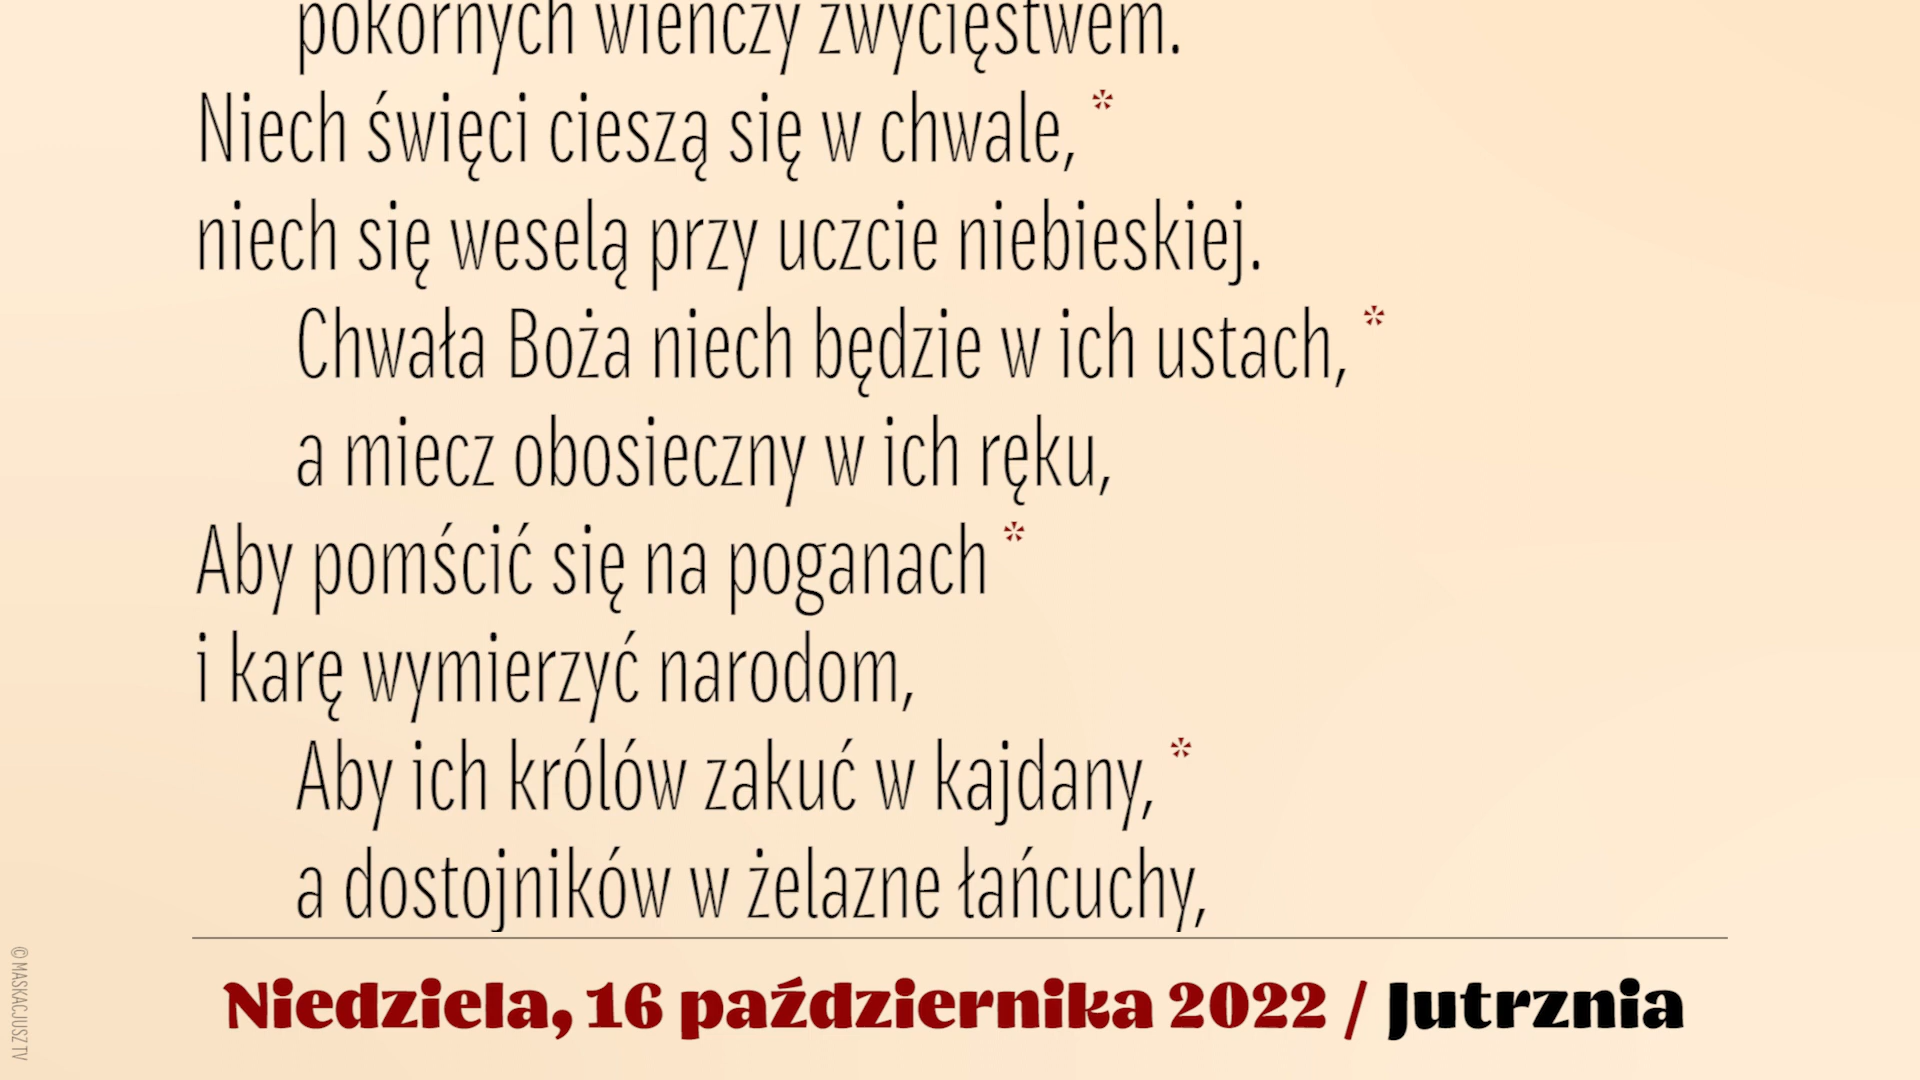 pokornych wieńczy zwycięstwem.
Niech święci cieszą się w chwale, *
niech się weselą przy uczcie niebieskiej.
Chwała Boża niech będzie w ich ustach, *
a miecz obosieczny w ich ręku,
Aby pomścić się na poganach *
i karę wymierzyć narodom,
Aby ich królów zakuć w kajdany, *
a dostojników w żelazne łańcuchy,
Niedziela, 16 października 2022 / Jutrznia
© MASKACJUSZ TV